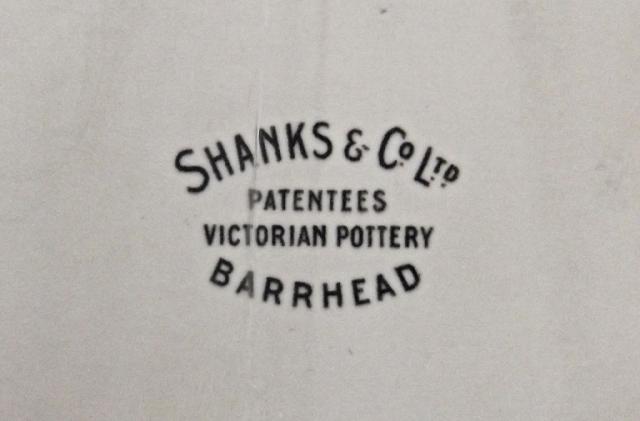 SHANKS & Co LTD.
PATENTEES
VICTORIAN POTTERY
BARRHEAD